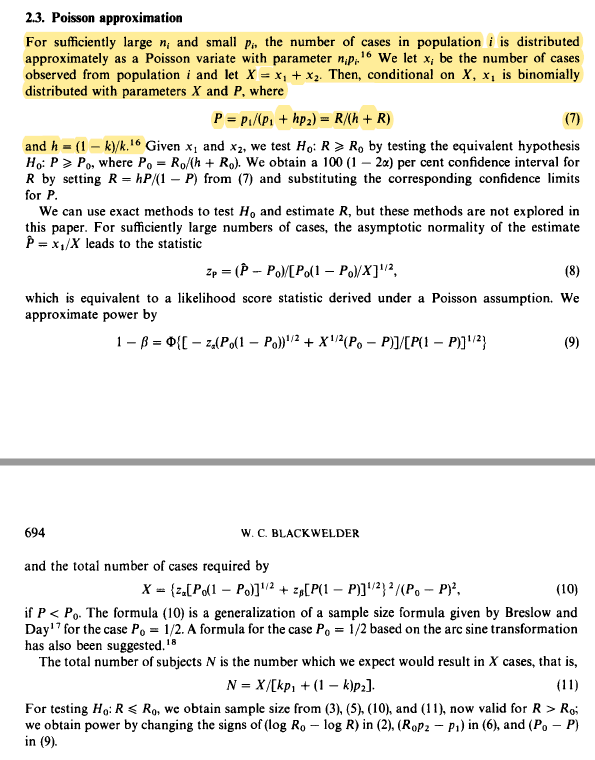 2.3. Poisson approximation
For sufficiently large nᵢ and small pᵢ, the number of cases in population i is distributed
approximately as a Poisson variate with parameter nᵢpᵢ.¹⁶ We let xᵢ be the number of cases
observed from population i and let X = x₁ + x₂. Then, conditional on X, x₁ is binomially
distributed with parameters X and P, where
P = p₁/(p₁ + hp₂) = R/(h + R) (7)
and h = (1 − k)/k.¹⁶ Given x₁ and x₂, we test H₀: R ⩾ R₀ by testing the equivalent hypothesis
H₀: P ⩾ P₀, where P₀ = R₀/(h + R₀). We obtain a 100 (1 − 2α) per cent confidence interval for
R by setting R = hP/(1 − P) from (7) and substituting the corresponding confidence limits
for P.
We can use exact methods to test H₀ and estimate R, but these methods are not explored in
this paper. For sufficiently large numbers of cases, the asymptotic normality of the estimate
P̂ = x₁/X leads to the statistic
z_P = (P̂ − P₀)/[P₀(1 − P₀)/X]¹ᐟ², (8)
which is equivalent to a likelihood score statistic derived under a Poisson assumption. We
approximate power by
1 − β = Φ{[ − z_α(P₀(1 − P₀))¹ᐟ² + X¹ᐟ²(P₀ − P)]/[P(1 − P)]¹ᐟ²} (9)
694 W. C. BLACKWELDER
and the total number of cases required by
X = {z_α[P₀(1 − P₀)]¹ᐟ² + z_β[P(1 − P)]¹ᐟ²}²/(P₀ − P)², (10)
if P < P₀. The formula (10) is a generalization of a sample size formula given by Breslow and
Day¹⁷ for the case P₀ = 1/2. A formula for the case P₀ = 1/2 based on the arc sine transformation
has also been suggested.¹⁸
The total number of subjects N is the number which we expect would result in X cases, that is,
N = X/[kp₁ + (1 − k)p₂]. (11)
For testing H₀: R ⩽ R₀, we obtain sample size from (3), (5), (10), and (11), now valid for R > R₀;
we obtain power by changing the signs of (log R₀ − log R) in (2), (R₀p₂ − p₁) in (6), and (P₀ − P)
in (9).